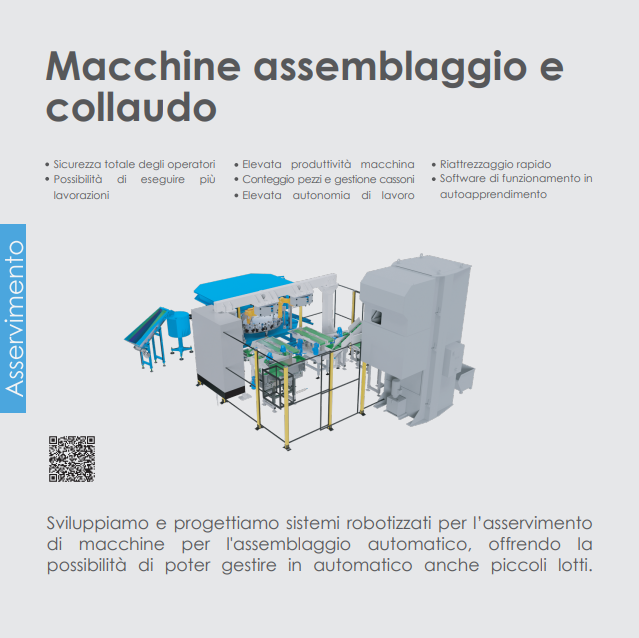 Macchine assemblaggio e
collaudo
• Sicurezza totale degli operatori
• Possibilità di eseguire più
lavorazioni
• Elevata produttività macchina
• Conteggio pezzi e gestione cassoni
• Elevata autonomia di lavoro
• Riattrezzaggio rapido
• Software di funzionamento in
autoapprendimento
Asservimento
Sviluppiamo e progettiamo sistemi robotizzati per l’asservimento
di macchine per l'assemblaggio automatico, offrendo la
possibilità di poter gestire in automatico anche piccoli lotti.